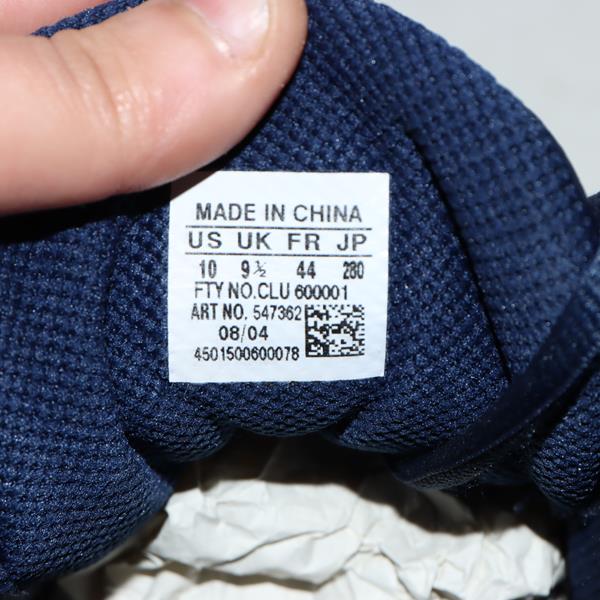 MADE IN CHINA
US UK FR JP
10 9½ 44 280
FTY NO.CLU 600001
ART NO. 547362
08/04
4501500600078